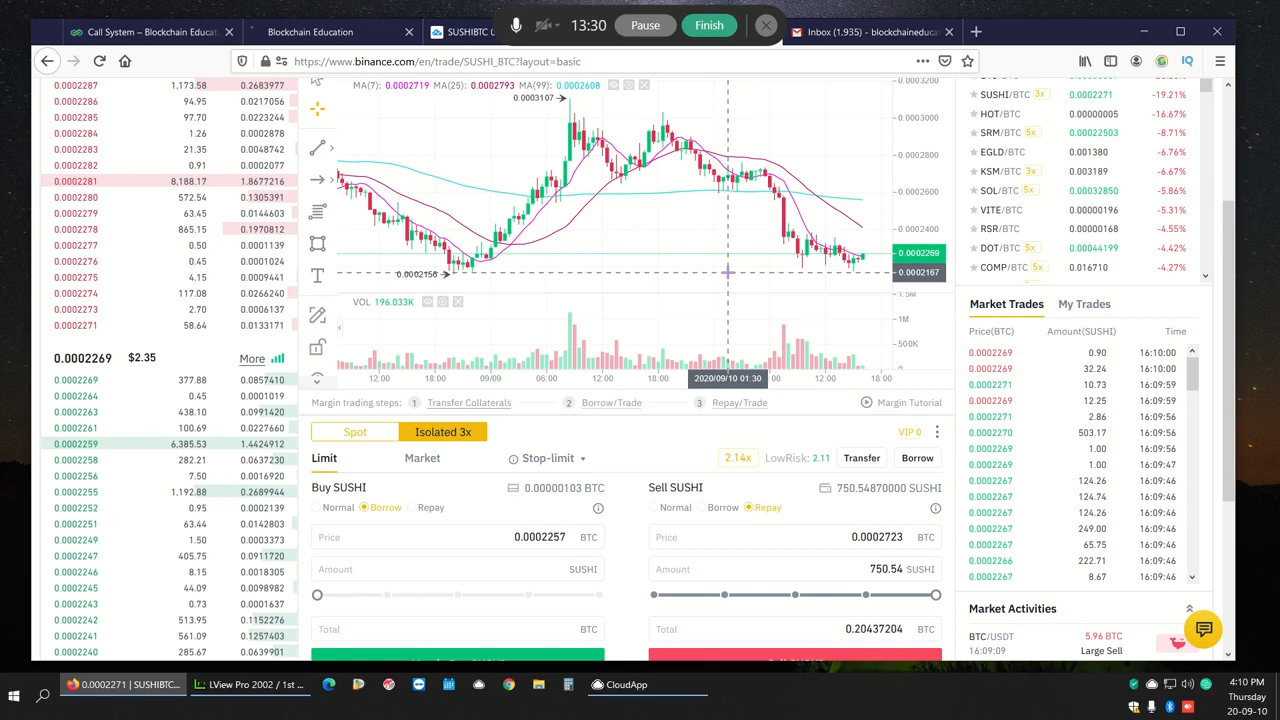 13:30
Pause
Finish
Call System – Blockchain Educati
Blockchain Education
SUSHIBTC
Inbox (1,935) - blockchaineduca
https://www.binance.com/en/trade/SUSHI_BTC?layout=basic
0.0002287 1,173.58 0.2683977
0.0002286 94.95 0.0217056
0.0002285 97.70 0.0223244
0.0002284 1.26 0.0002878
0.0002283 21.35 0.0048742
0.0002282 0.91 0.0002077
0.0002281 8,188.17 1.8677216
0.0002280 572.54 0.1305391
0.0002279 63.45 0.0144603
0.0002278 865.15 0.1970812
0.0002277 0.50 0.0001139
0.0002276 0.45 0.0001024
0.0002275 4.15 0.0009441
0.0002274 117.08 0.0266240
0.0002273 2.70 0.0006137
0.0002271 58.64 0.0133171
0.0002269 $2.35 More
0.0002269 377.88 0.0857410
0.0002264 0.45 0.0001019
0.0002263 438.10 0.0991420
0.0002261 100.69 0.0227660
0.0002259 6,385.53 1.4424912
0.0002258 282.21 0.0637230
0.0002256 7.50 0.0016920
0.0002255 1,192.88 0.2689944
0.0002252 0.95 0.0002139
0.0002251 63.44 0.0142803
0.0002249 1.50 0.0003373
0.0002247 405.75 0.0911720
0.0002246 8.15 0.0018305
0.0002245 44.09 0.0098982
0.0002243 0.73 0.0001637
0.0002242 513.95 0.1152276
0.0002241 561.09 0.1257403
0.0002240 285.67 0.0639901
MA(7): 0.0002719 MA(25): 0.0002793 MA(99): 0.0002608
0.0003107
0.0002156
0.0003200
0.0003000
0.0002800
0.0002600
0.0002400
0.0002269
0.0002167
VOL 196.033K
1.5M
1M
500K
0
12:00 18:00 09/09 06:00 12:00 18:00 2020/09/10 01:30 :00 12:00 18:00
Margin trading steps: 1 Transfer Collaterals 2 Borrow/Trade 3 Repay/Trade Margin Tutorial
Spot Isolated 3x VIP 0
Limit Market Stop-limit 2.14x LowRisk: 2.11 Transfer Borrow
Buy SUSHI 0.00000103 BTC
Normal Borrow Repay
Price 0.0002257 BTC
Amount SUSHI
Total BTC
Sell SUSHI 750.54870000 SUSHI
Normal Borrow Repay
Price 0.0002723 BTC
Amount 750.54 SUSHI
Total 0.20437204 BTC
SUSHI/BTC 3x 0.0002271 -19.21%
HOT/BTC 0.00000005 -16.67%
SRM/BTC 5x 0.00022503 -8.71%
EGLD/BTC 0.001380 -6.76%
KSM/BTC 3x 0.003189 -6.67%
SOL/BTC 5x 0.00032850 -5.86%
VITE/BTC 0.00000196 -5.31%
RSR/BTC 0.00000168 -4.55%
DOT/BTC 5x 0.00044199 -4.42%
COMP/BTC 5x 0.016710 -4.27%
Market Trades My Trades
Price(BTC) Amount(SUSHI) Time
0.0002269 0.90 16:10:00
0.0002269 32.24 16:10:00
0.0002271 10.73 16:09:59
0.0002269 12.25 16:09:59
0.0002271 2.86 16:09:56
0.0002270 503.17 16:09:56
0.0002269 1.00 16:09:56
0.0002269 1.00 16:09:47
0.0002267 124.26 16:09:46
0.0002267 124.74 16:09:46
0.0002267 124.26 16:09:46
0.0002267 249.00 16:09:46
0.0002267 65.75 16:09:46
0.0002266 222.71 16:09:46
0.0002267 8.67 16:09:46
Market Activities
BTC/USDT 5.96 BTC
16:09:09 Large Sell
0.0002271 | SUSHIBTC...
LView Pro 2002 / 1st ...
CloudApp
4:10 PM
Thursday
20-09-10